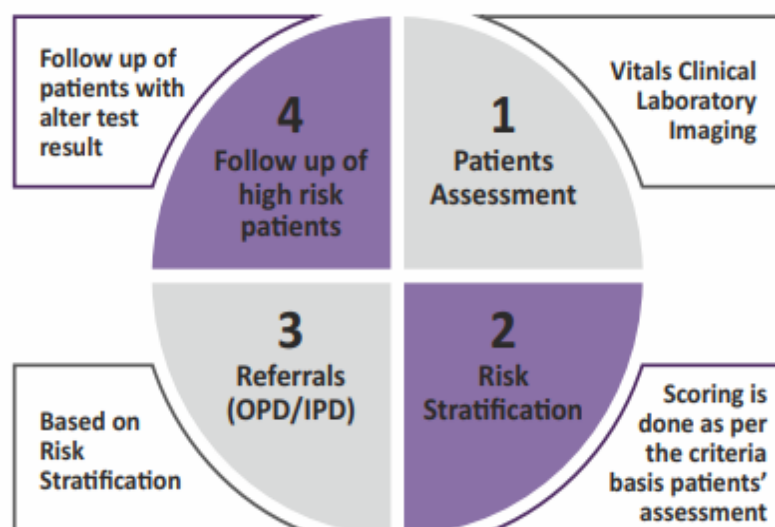 Follow up of
patients with
alter test
result
4
Follow up of
high risk
patients
1
Patients
Assessment
Vitals Clinical
Laboratory
Imaging
Based on
Risk
Stratification
3
Referrals
(OPD/IPD)
2
Risk
Stratification
Scoring is
done as per
the criteria
basis patients’
assessment